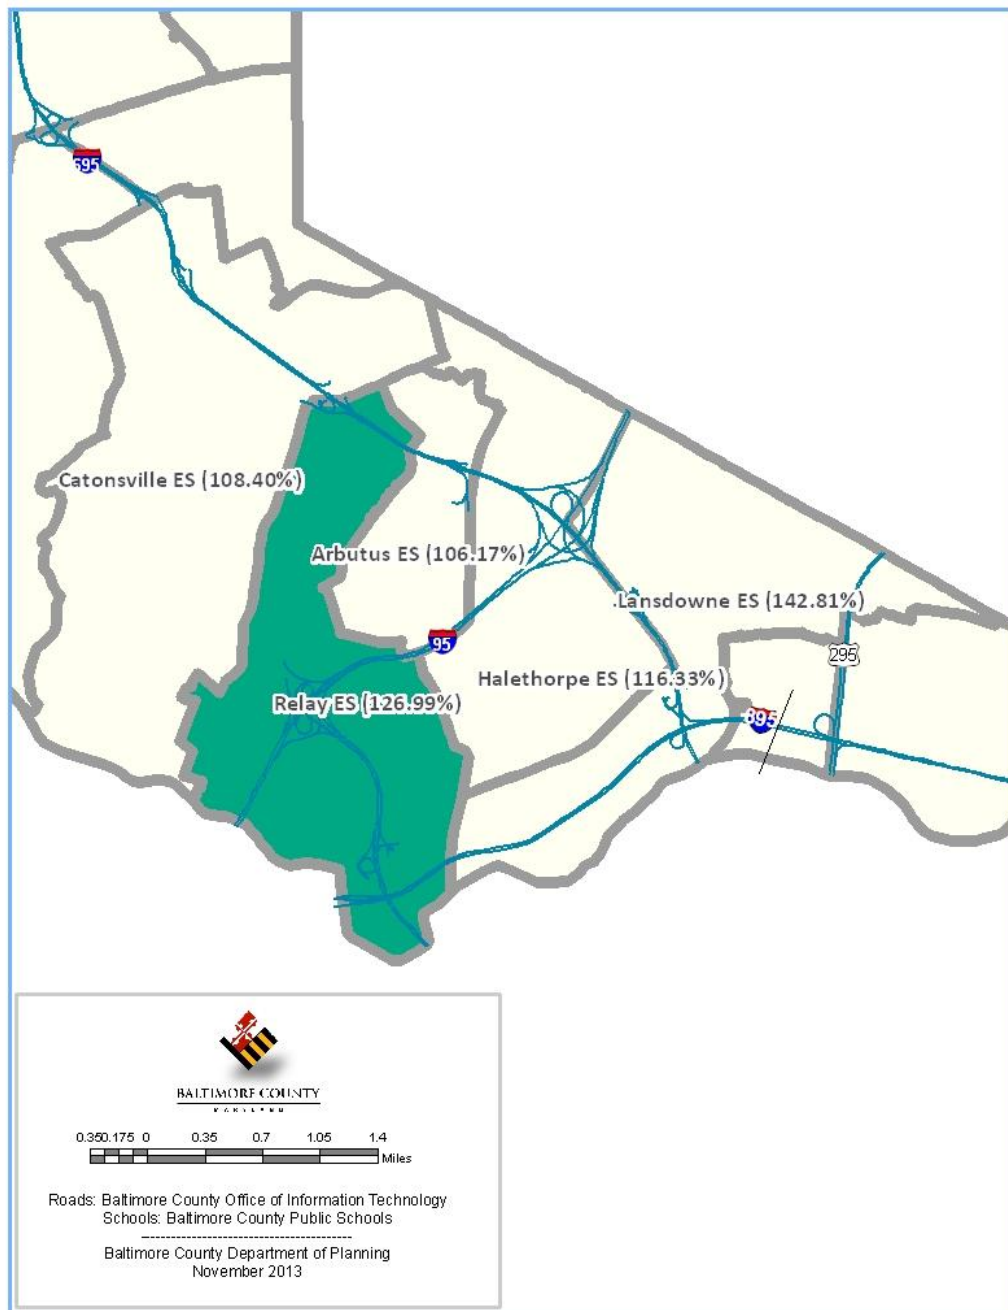 695
Catonsville ES (108.40%)
Arbutus ES (106.17%)
.Lansdowne ES (142.81%)
95
295
Halethorpe ES (116.33%)
Relay ES (126.99%)
895
BALTIMORE COUNTY
MARYLAND
0.35 0.175 0 0.35 0.7 1.05 1.4
Miles
Roads: Baltimore County Office of Information Technology
Schools: Baltimore County Public Schools
----------------------------------------
Baltimore County Department of Planning
November 2013